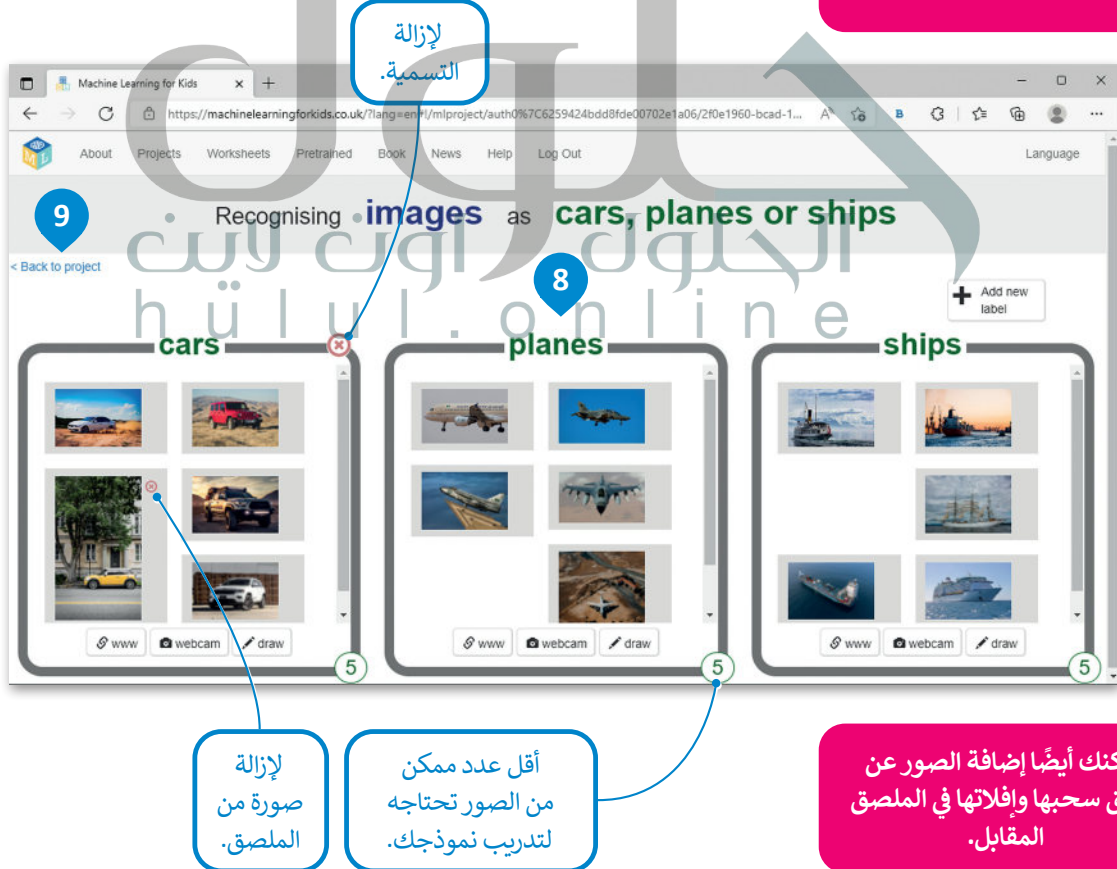 لإزالة
التسمية.
Machine Learning for Kids
https://machinelearningforkids.co.uk/?lang=en#!/mlproject/auth0%7C6259424bdd8fde00702e1a06/2f0e1960-bcad-1...
About Projects Worksheets Pretrained Book News Help Log Out Language
9
Recognising images as cars, planes or ships
< Back to project
8
+ Add new
label
حلول
الحلول اون لاين
hülul.online
cars planes ships
www webcam draw
www webcam draw
www webcam draw
5 5 5
لإزالة
صورة من
الملصق.
أقل عدد ممكن
من الصور تحتاجه
لتدريب نموذجك.
كنك أيضًا إضافة الصور عن
ق سحبها وإفلاتها في الملصق
المقابل.